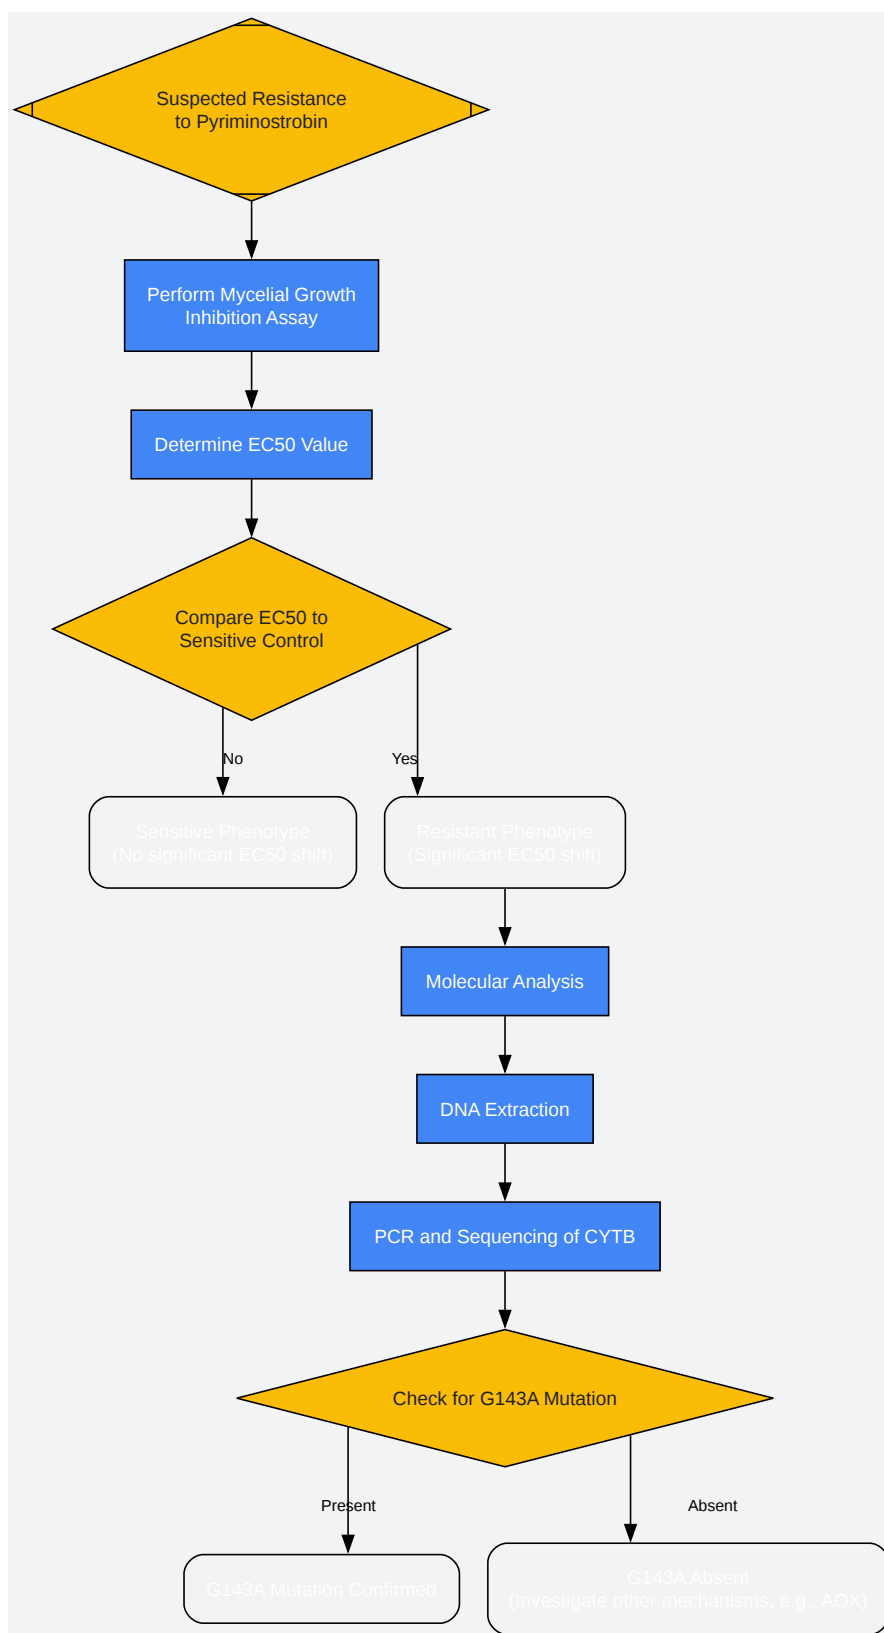 Suspected Resistance
to Pyriminostrobin
Perform Mycelial Growth
Inhibition Assay
Determine EC50 Value
Compare EC50 to
Sensitive Control
No
Yes
Sensitive Phenotype
(No significant EC50 shift)
Resistant Phenotype
(Significant EC50 shift)
Molecular Analysis
DNA Extraction
PCR and Sequencing of CYTB
Check for G143A Mutation
Present
Absent
G143A Mutation Confirmed
G143A Absent
(Investigate other mechanisms, e.g., AOX)